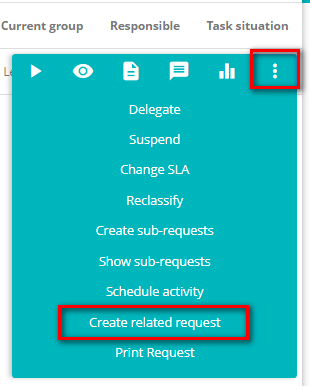 Current group Responsible Task situation
Le
Delegate
Suspend
Change SLA
Reclassify
Create sub-requests
Show sub-requests
Schedule activity
Create related request
Print Request